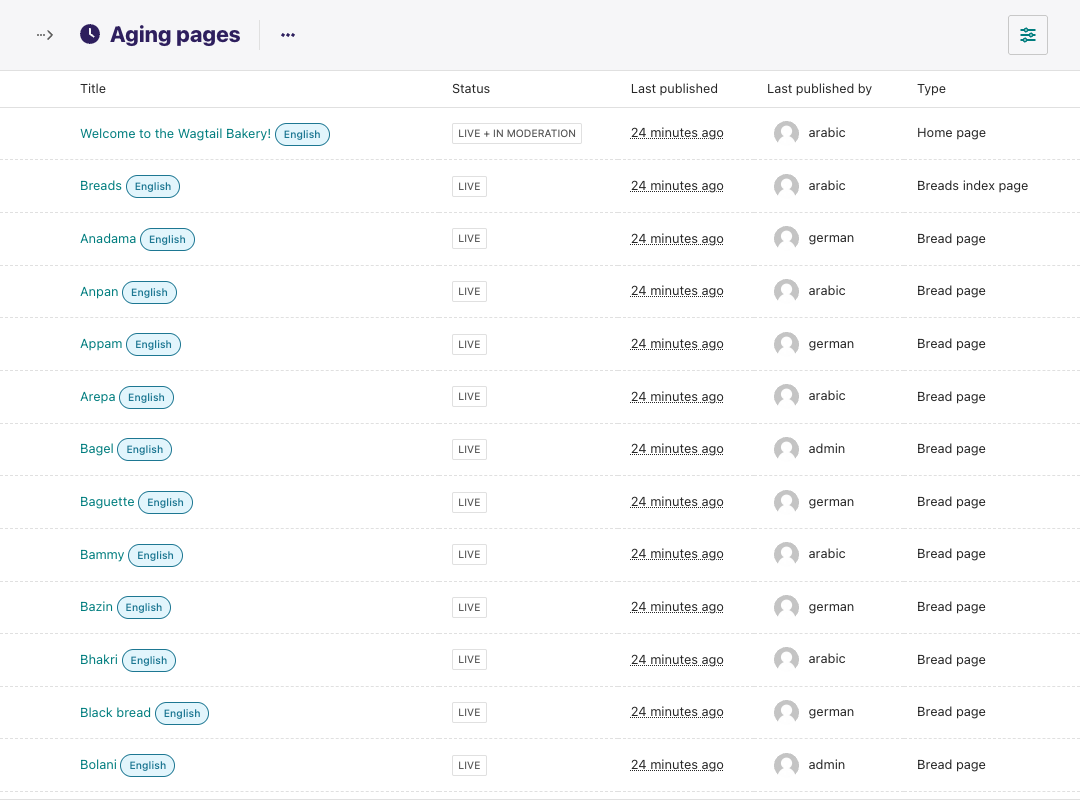 Aging pages
Title Status Last published Last published by Type
Welcome to the Wagtail Bakery! English LIVE + IN MODERATION 24 minutes ago arabic Home page
Breads English LIVE 24 minutes ago arabic Breads index page
Anadama English LIVE 24 minutes ago german Bread page
Anpan English LIVE 24 minutes ago arabic Bread page
Appam English LIVE 24 minutes ago german Bread page
Arepa English LIVE 24 minutes ago arabic Bread page
Bagel English LIVE 24 minutes ago admin Bread page
Baguette English LIVE 24 minutes ago german Bread page
Bammy English LIVE 24 minutes ago arabic Bread page
Bazin English LIVE 24 minutes ago german Bread page
Bhakri English LIVE 24 minutes ago arabic Bread page
Black bread English LIVE 24 minutes ago german Bread page
Bolani English LIVE 24 minutes ago admin Bread page